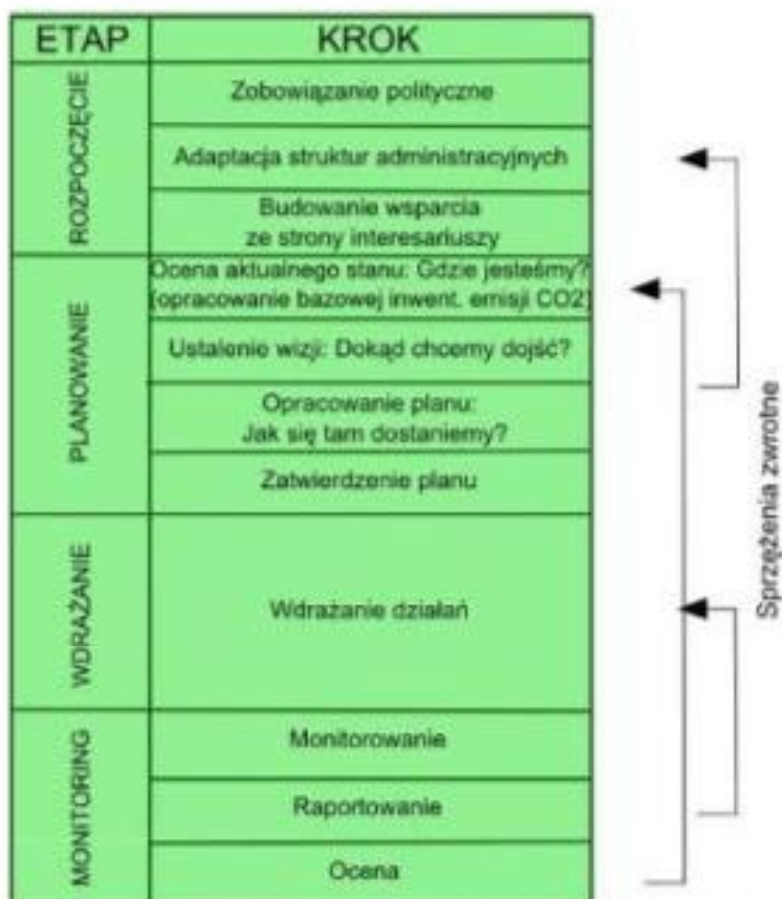 ETAP
KROK
ROZPOCZĘCIE
Zobowiązanie polityczne
Adaptacja struktur administracyjnych
Budowanie wsparcia
ze strony interesariuszy
PLANOWANIE
Ocena aktualnego stanu: Gdzie jesteśmy?
(opracowanie bazowej inwent. emisji CO2)
Ustalenie wizji: Dokąd chcemy dojść?
Opracowanie planu:
Jak się tam dostaniemy?
Zatwierdzenie planu
WDRAŻANIE
Wdrażanie działań
MONITORING
Monitorowanie
Raportowanie
Ocena
Sprzężenia zwrotne